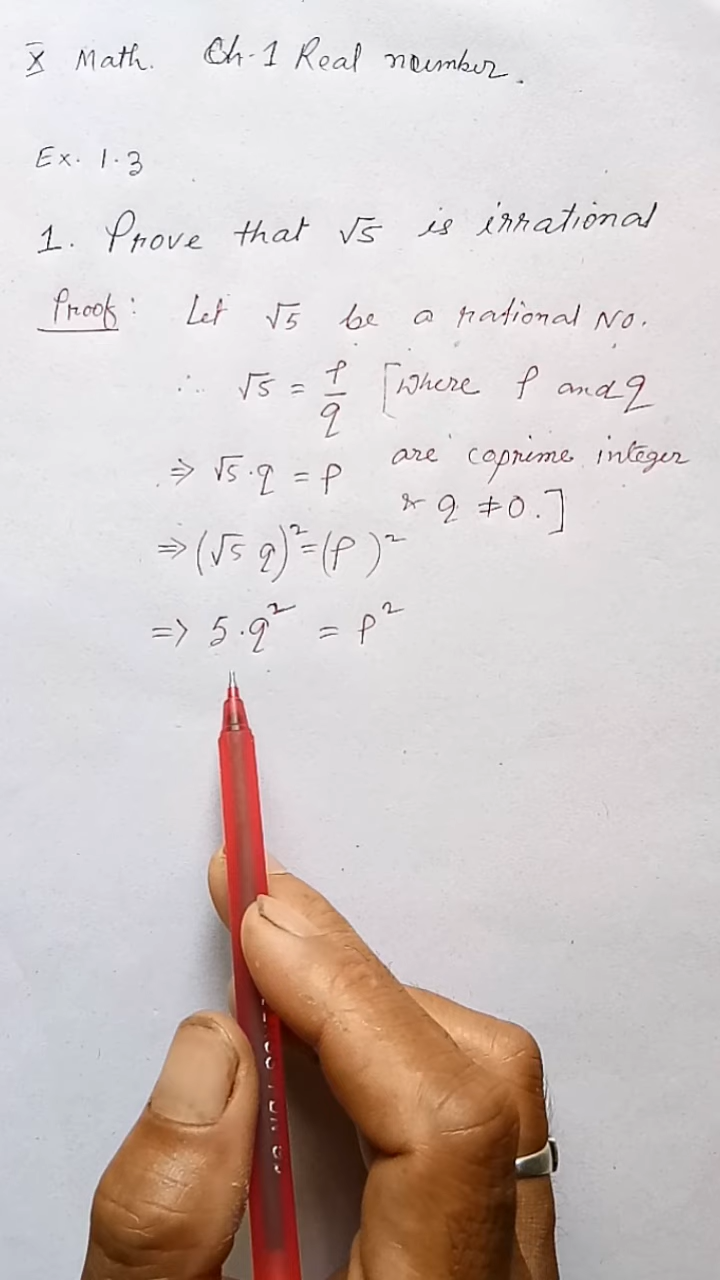 X Math. Ch-1 Real number.
Ex. 1.3
1. Prove that √5 is irrational
Proof: Let √5 be a rational No.
∴ √5 = p/q [Where p and q
are coprime integer
& q ≠ 0.]
⇒ √5·q = p
⇒ (√5 q)² = (p)²
⇒ 5·q² = p²